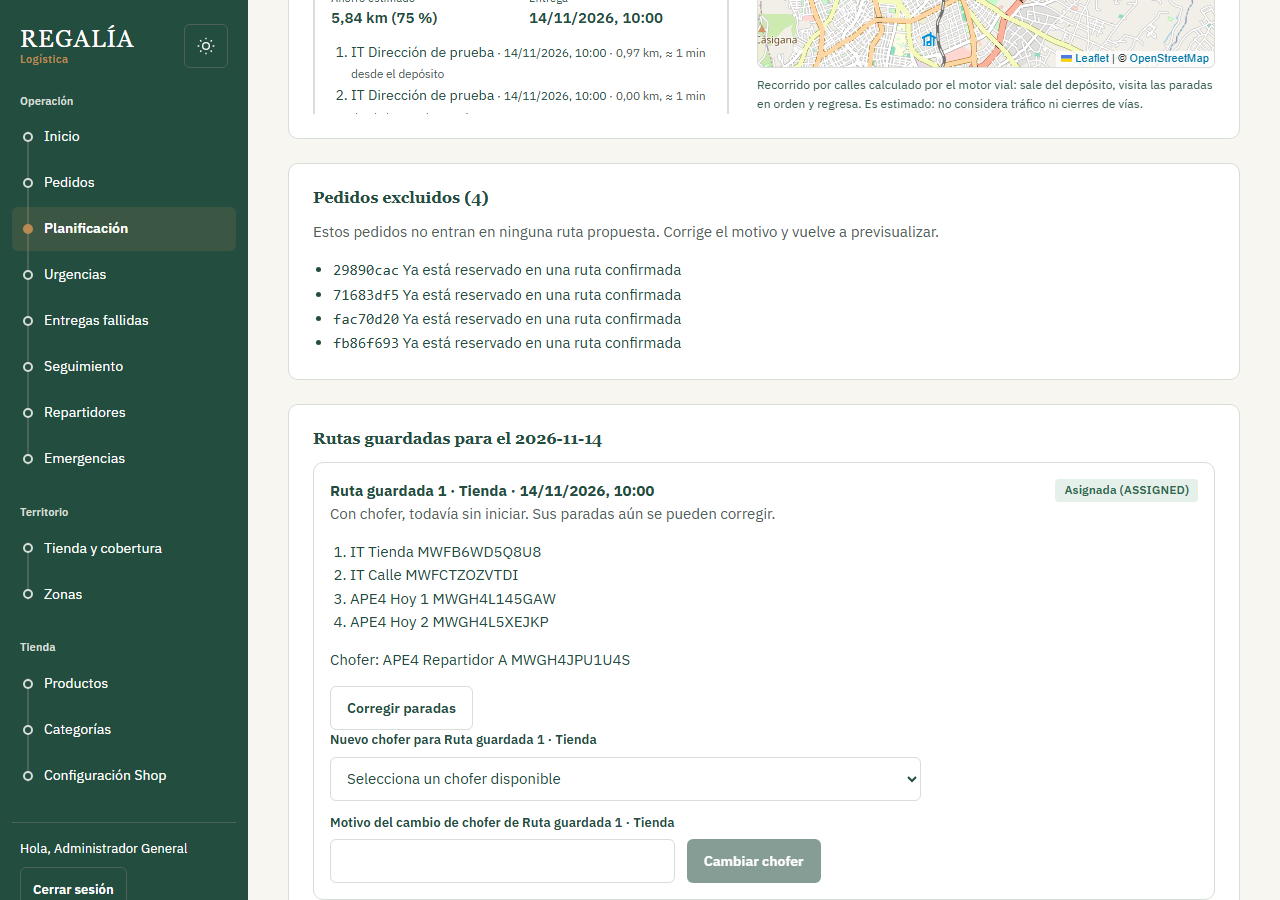 REGALÍA
Logística
Operación
Inicio
Pedidos
Planificación
Urgencias
Entregas fallidas
Seguimiento
Repartidores
Emergencias
Territorio
Tienda y cobertura
Zonas
Tienda
Productos
Categorías
Configuración Shop
Hola, Administrador General
Cerrar sesión
5,84 km (75 %)
14/11/2026, 10:00
1. IT Dirección de prueba · 14/11/2026, 10:00 · 0,97 km, ≈ 1 min
desde el depósito
2. IT Dirección de prueba · 14/11/2026, 10:00 · 0,00 km, ≈ 1 min
Casigana
Leaflet | © OpenStreetMap
Recorrido por calles calculado por el motor vial: sale del depósito, visita las paradas
en orden y regresa. Es estimado: no considera tráfico ni cierres de vías.
Pedidos excluidos (4)
Estos pedidos no entran en ninguna ruta propuesta. Corrige el motivo y vuelve a previsualizar.
29890cac Ya está reservado en una ruta confirmada
71683df5 Ya está reservado en una ruta confirmada
fac70d20 Ya está reservado en una ruta confirmada
fb86f693 Ya está reservado en una ruta confirmada
Rutas guardadas para el 2026-11-14
Ruta guardada 1 · Tienda · 14/11/2026, 10:00
Asignada (ASSIGNED)
Con chofer, todavía sin iniciar. Sus paradas aún se pueden corregir.
1. IT Tienda MWFB6WD5Q8U8
2. IT Calle MWFCTZOZVTDI
3. APE4 Hoy 1 MWGH4L145GAW
4. APE4 Hoy 2 MWGH4L5XEJKP
Chofer: APE4 Repartidor A MWGH4JPU1U4S
Corregir paradas
Nuevo chofer para Ruta guardada 1 · Tienda
Selecciona un chofer disponible
Motivo del cambio de chofer de Ruta guardada 1 · Tienda
Cambiar chofer